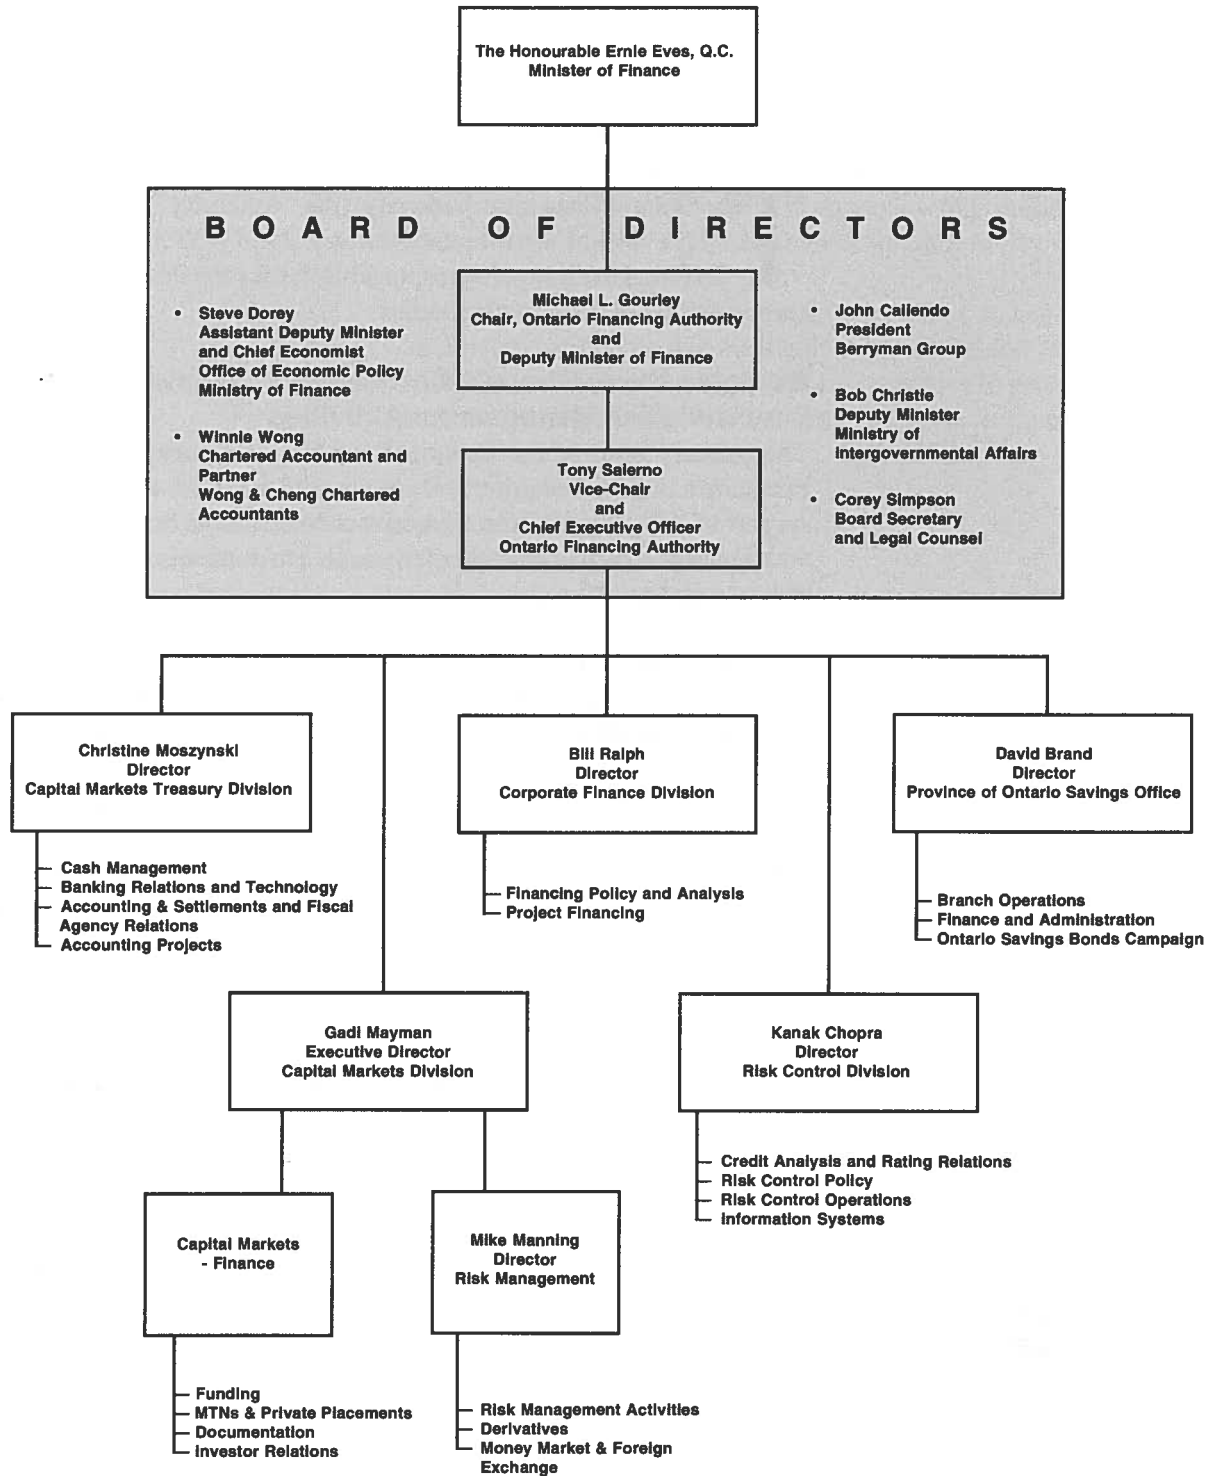 The Honourable Ernie Eves, Q.C.
Minister of Finance
BOARD OF DIRECTORS
Michael L. Gourley
Chair, Ontario Financing Authority
and
Deputy Minister of Finance
• Steve Dorey
Assistant Deputy Minister
and Chief Economist
Office of Economic Policy
Ministry of Finance
• Winnie Wong
Chartered Accountant and
Partner
Wong & Cheng Chartered
Accountants
Tony Salerno
Vice-Chair
and
Chief Executive Officer
Ontario Financing Authority
• John Caliendo
President
Berryman Group
• Bob Christie
Deputy Minister
Ministry of
Intergovernmental Affairs
• Corey Simpson
Board Secretary
and Legal Counsel
Christine Moszynski
Director
Capital Markets Treasury Division
Cash Management
Banking Relations and Technology
Accounting & Settlements and Fiscal
Agency Relations
Accounting Projects
Bill Ralph
Director
Corporate Finance Division
Financing Policy and Analysis
Project Financing
David Brand
Director
Province of Ontario Savings Office
Branch Operations
Finance and Administration
Ontario Savings Bonds Campaign
Gadi Mayman
Executive Director
Capital Markets Division
Kanak Chopra
Director
Risk Control Division
Credit Analysis and Rating Relations
Risk Control Policy
Risk Control Operations
Information Systems
Capital Markets
- Finance
Funding
MTNs & Private Placements
Documentation
Investor Relations
Mike Manning
Director
Risk Management
Risk Management Activities
Derivatives
Money Market & Foreign
Exchange